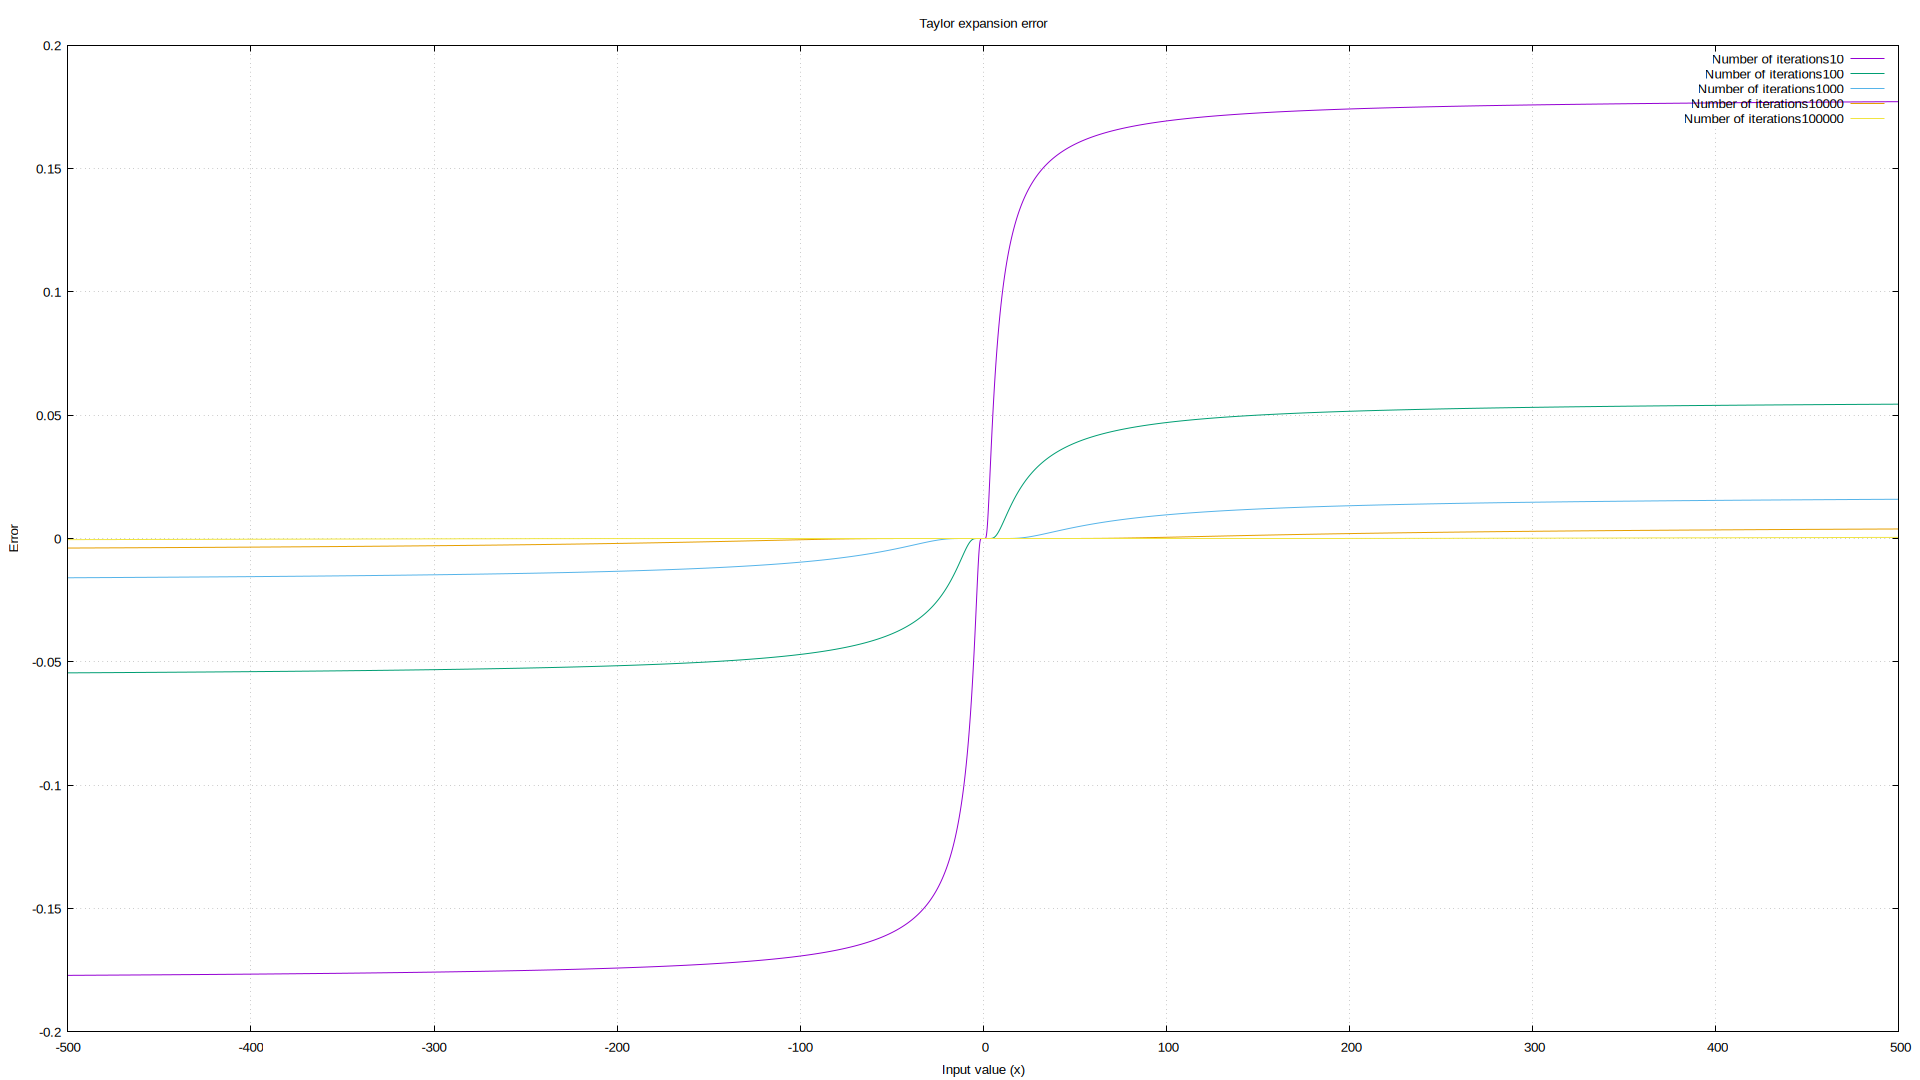 Taylor expansion error
0.2
0.15
0.1
0.05
0
-0.05
-0.1
-0.15
-0.2
Error
Number of iterations10
Number of iterations100
Number of iterations1000
Number of iterations10000
Number of iterations100000
-500 -400 -300 -200 -100 0 100 200 300 400 500
Input value (x)